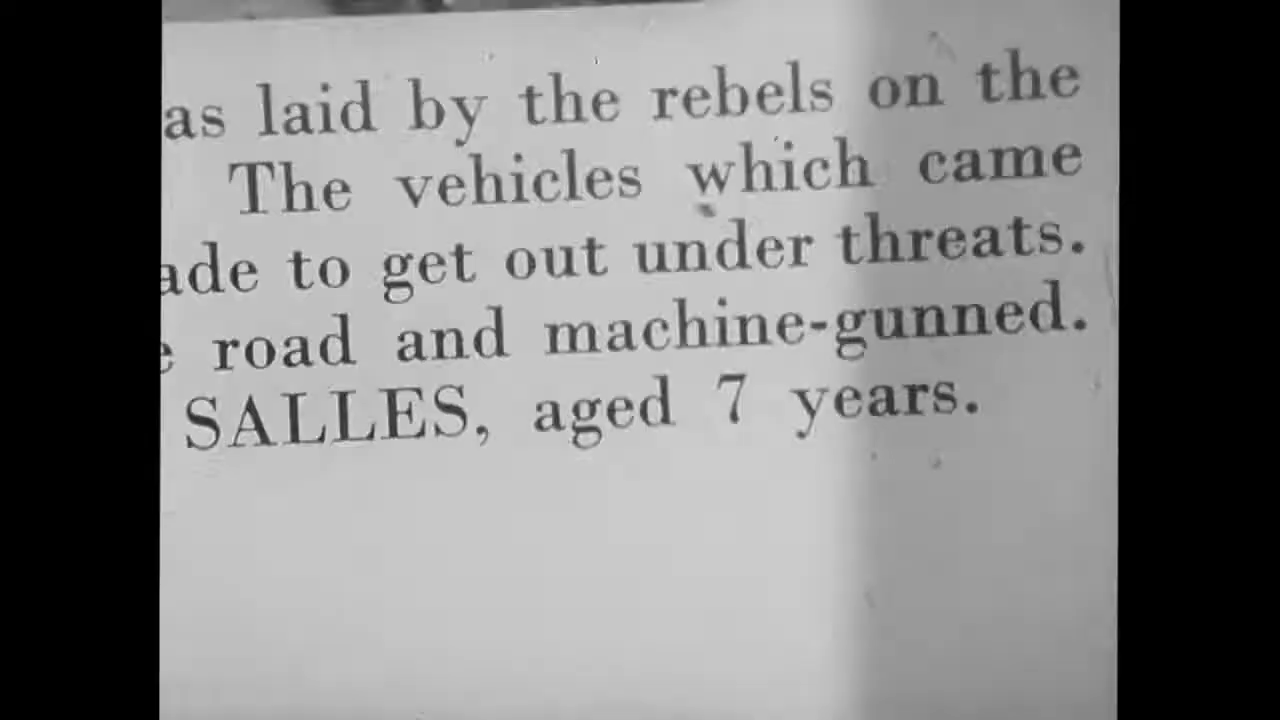 as laid by the rebels on the
The vehicles which came
ade to get out under threats.
road and machine-gunned.
SALLES, aged 7 years.